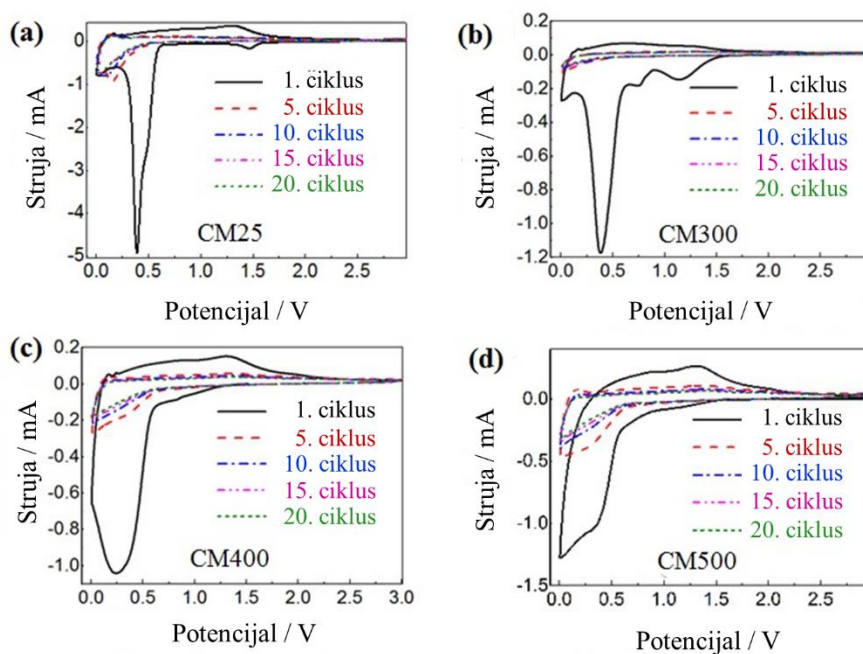 (a)
0
-1
-2
-3
-4
-5
Struja / mA
1. ciklus
5. ciklus
10. ciklus
15. ciklus
20. ciklus
CM25
0.0 0.5 1.0 1.5 2.0 2.5
Potencijal / V
(b)
0.2
0.0
-0.2
-0.4
-0.6
-0.8
-1.0
-1.2
Struja / mA
1. ciklus
5. ciklus
10. ciklus
15. ciklus
20. ciklus
CM300
0.0 0.5 1.0 1.5 2.0 2.5
Potencijal / V
(c)
0.2
0.0
-0.2
-0.4
-0.6
-0.8
-1.0
Struja / mA
1. ciklus
5. ciklus
10. ciklus
15. ciklus
20. ciklus
CM400
0.0 0.5 1.0 1.5 2.0 2.5 3.0
Potencijal / V
(d)
0.5
0.0
-0.5
-1.0
-1.5
Struja / mA
1. ciklus
5. ciklus
10. ciklus
15. ciklus
20. ciklus
CM500
0.0 0.5 1.0 1.5 2.0 2.5
Potencijal / V